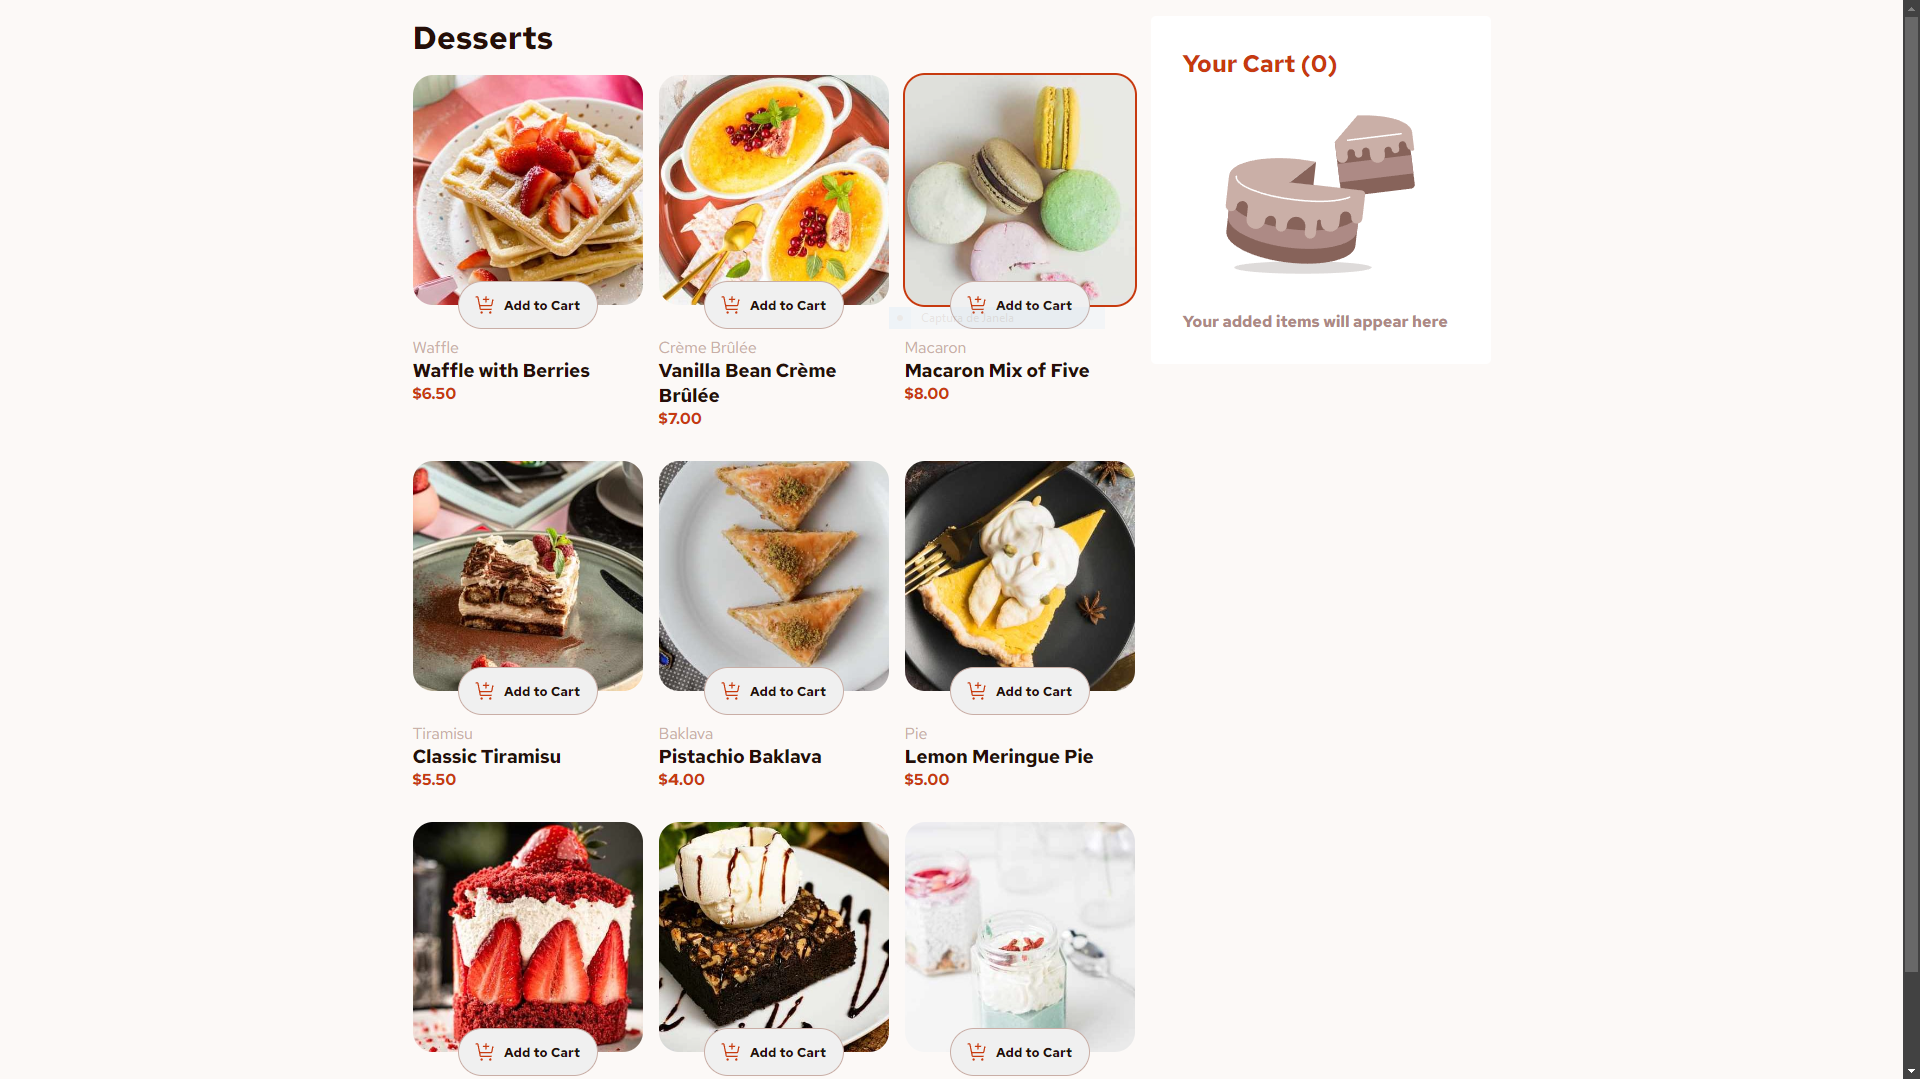 Desserts
Your Cart (0)
Add to Cart
Add to Cart
Add to Cart
Captura de Janela
Your added items will appear here
Waffle
Waffle with Berries
$6.50
Crème Brûlée
Vanilla Bean Crème
Brûlée
$7.00
Macaron
Macaron Mix of Five
$8.00
Add to Cart
Add to Cart
Add to Cart
Tiramisu
Classic Tiramisu
$5.50
Baklava
Pistachio Baklava
$4.00
Pie
Lemon Meringue Pie
$5.00
Add to Cart
Add to Cart
Add to Cart